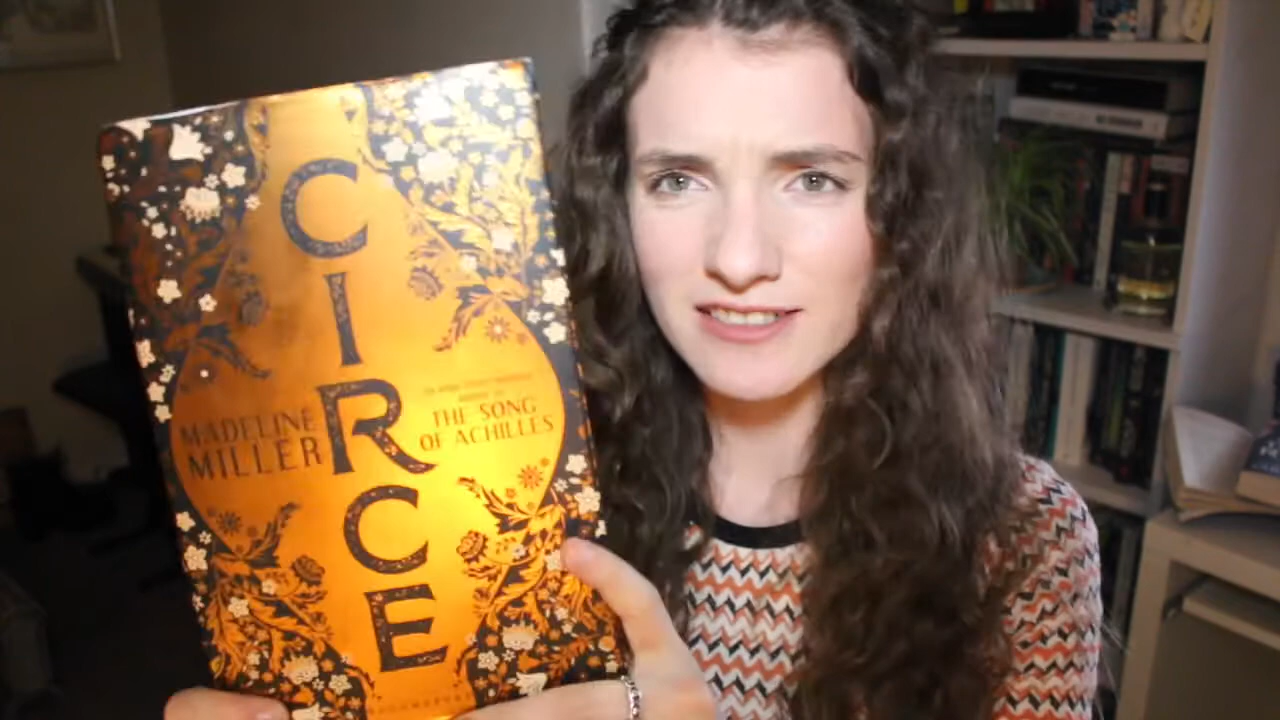 CIRCE
MADELINE
MILLER
THE SONG
OF ACHILLES